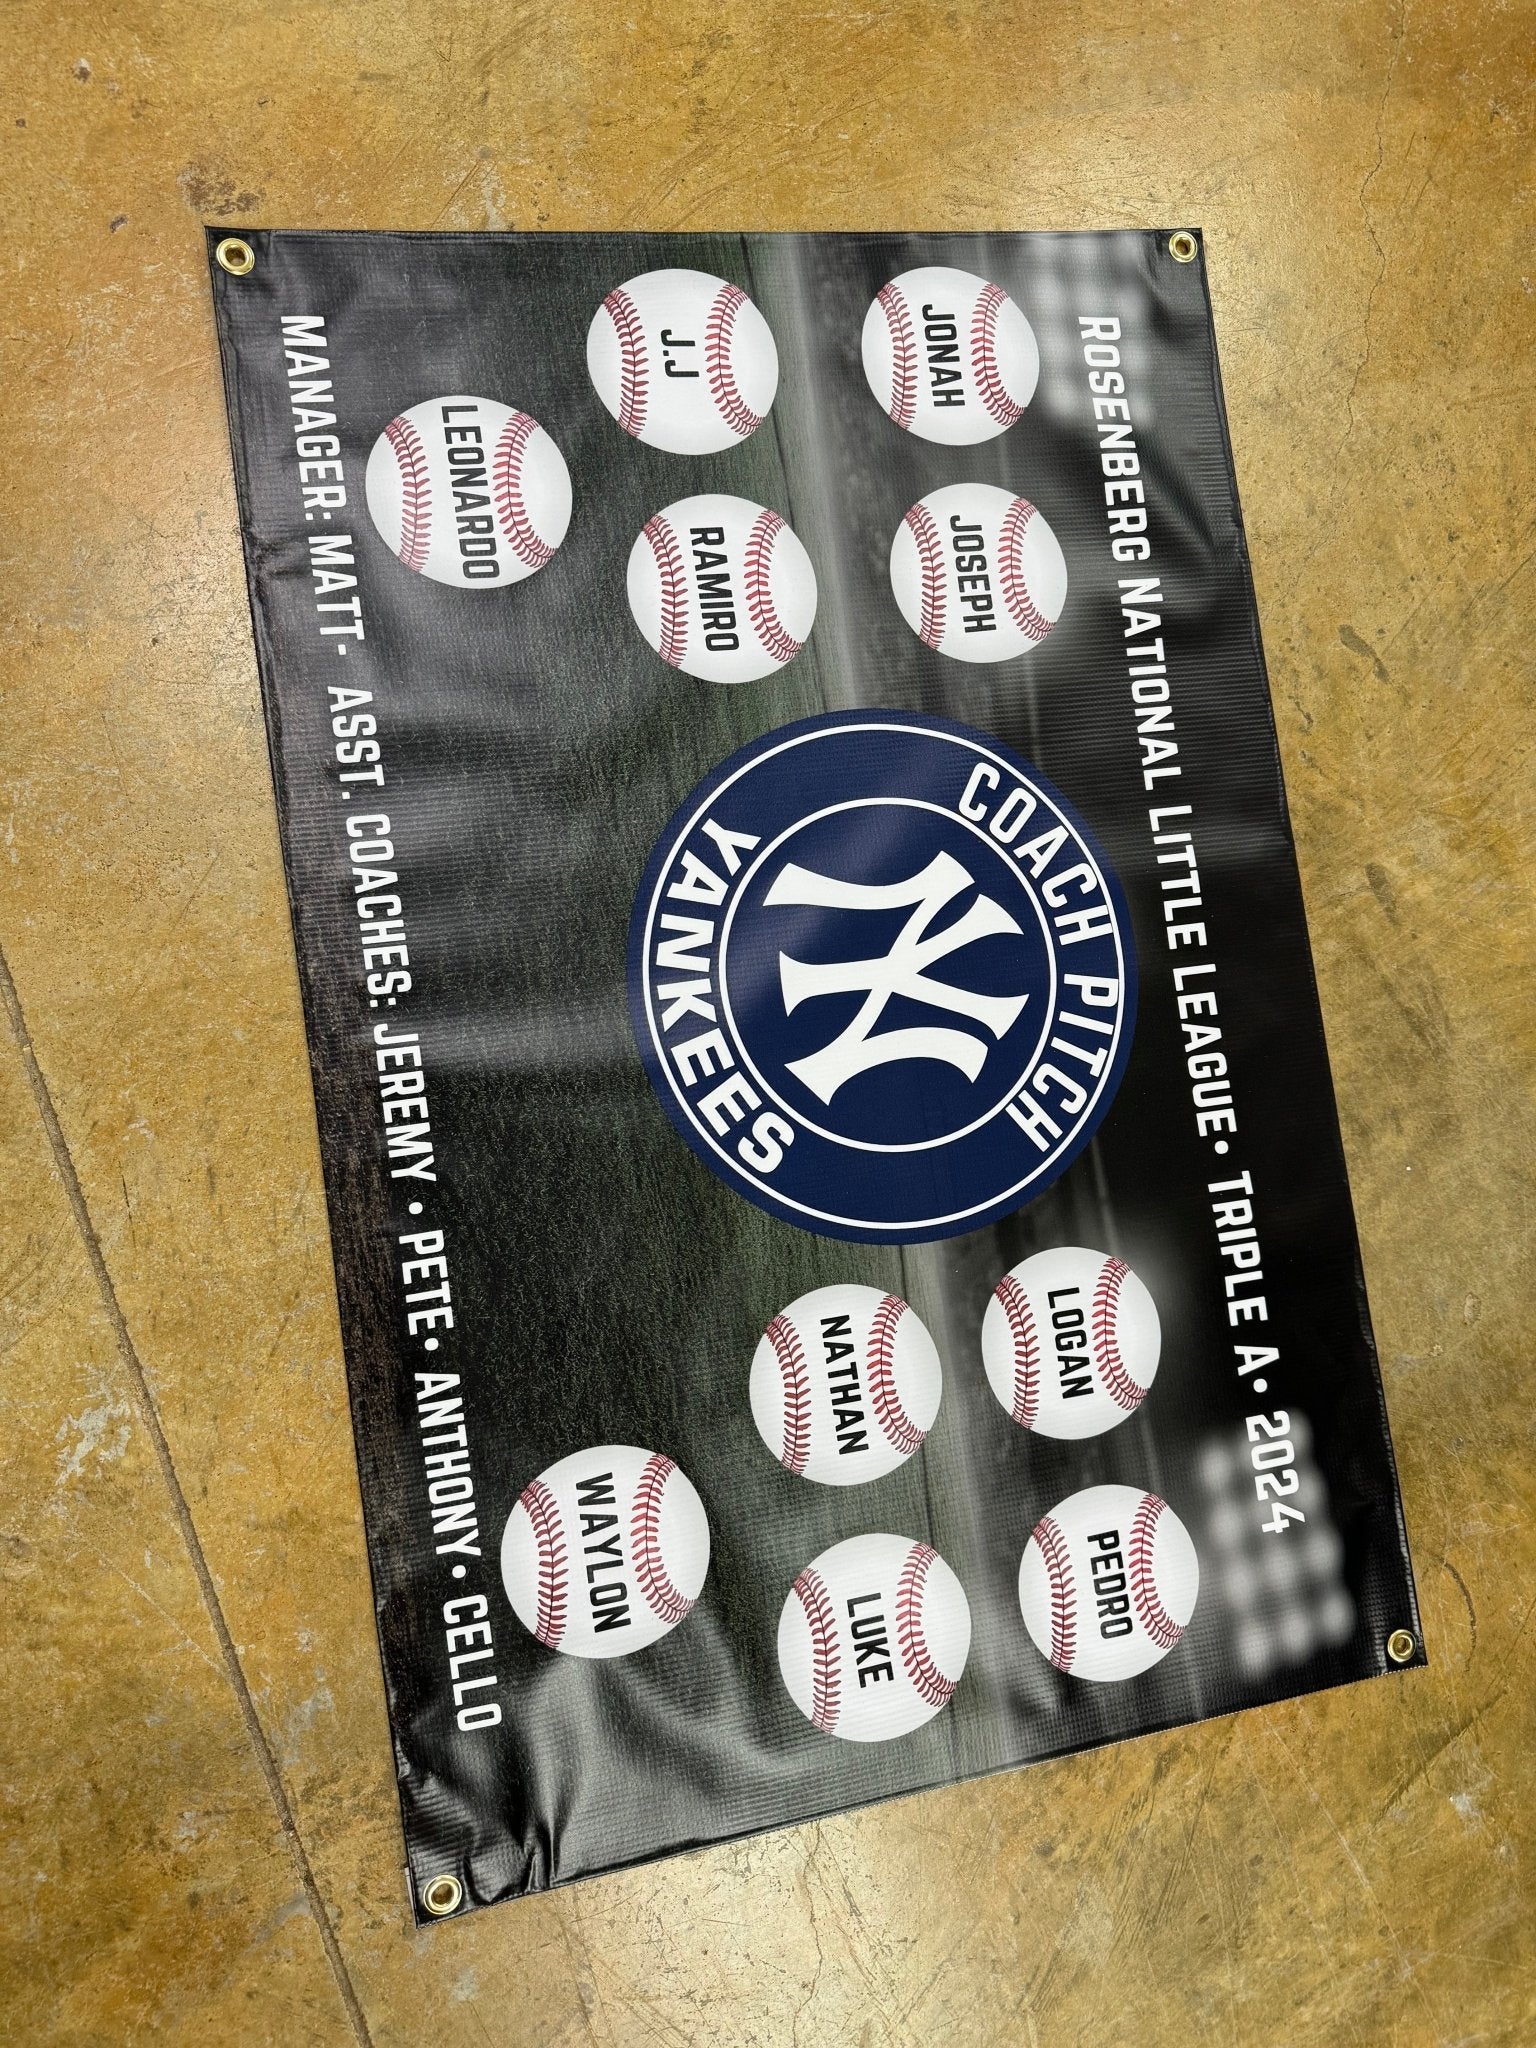 ROSENBERG NATIONAL LITTLE LEAGUE • TRIPLE A • 2024
JONAH
JOSEPH
LOGAN
PEDRO
J.J
RAMIRO
NATHAN
LUKE
LEONARDO
WAYLON
COACH PITCH
NY
YANKEES
MANAGER: MATT • ASST. COACHES: JEREMY • PETE • ANTHONY • CELLO